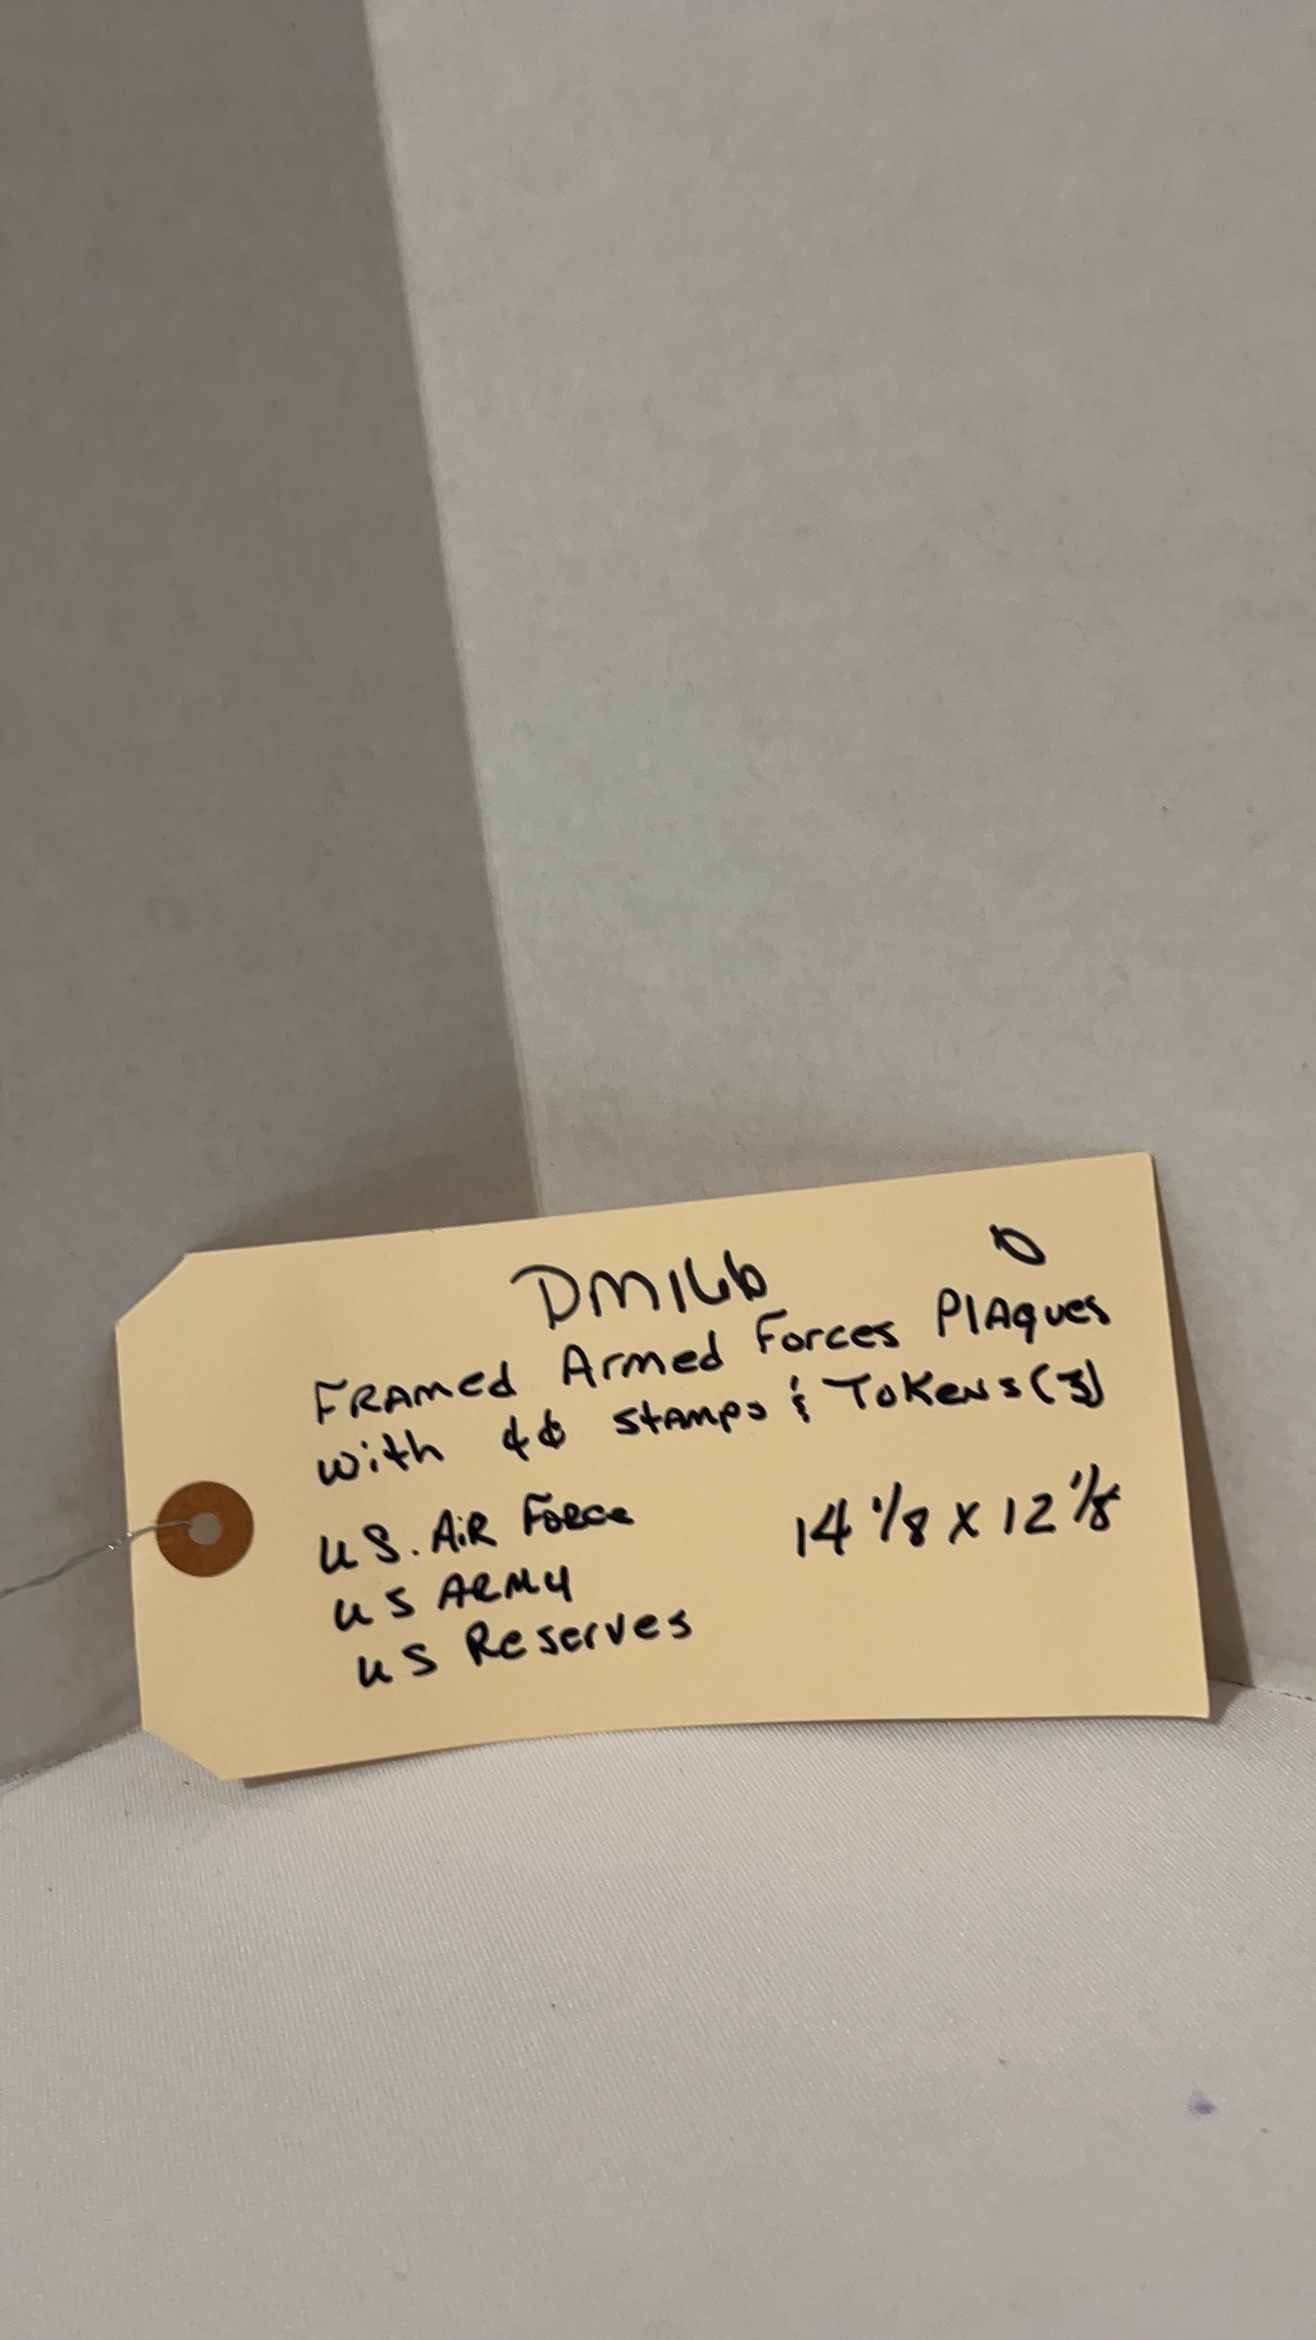 DM166
0
FRAMED Armed Forces Plaques
with 4¢ Stamps & Tokens (3)
U.S. AiR Force
14 1/8 x 12 1/8
US ARMY
US Reserves